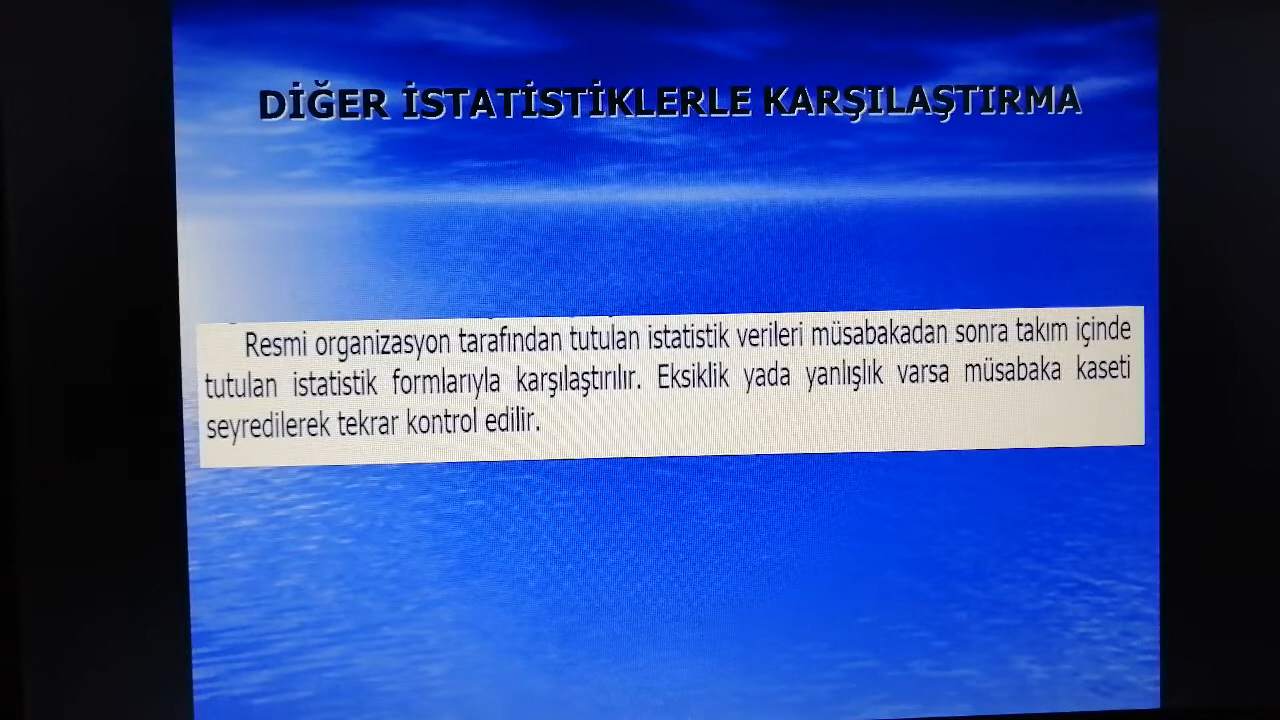 DİĞER İSTATİSTİKLERLE KARŞILAŞTIRMA
Resmi organizasyon tarafından tutulan istatistik verileri müsabakadan sonra takım içinde
tutulan istatistik formlarıyla karşılaştırılır. Eksiklik yada yanlışlık varsa müsabaka kaseti
seyredilerek tekrar kontrol edilir.